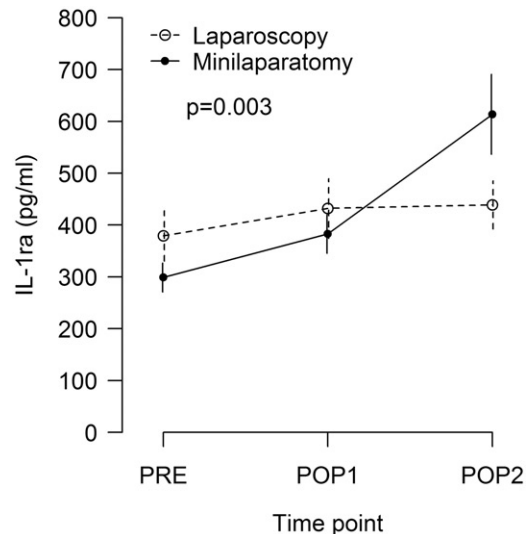 800
700
600
500
400
300
200
100
0
IL-1ra (pg/ml)
Laparoscopy
Minilaparatomy
p=0.003
PRE POP1 POP2
Time point